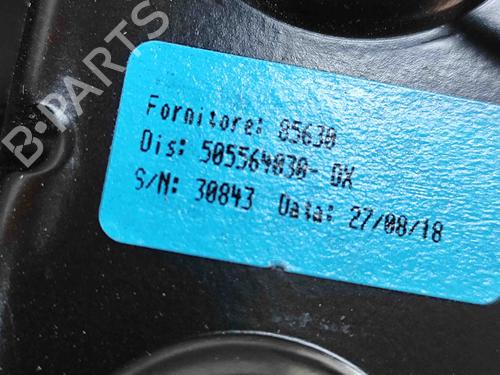 B-PARTS
Fornitore: 85630
Dis: 505564030- DX
S/N: 30843 Data: 27/08/18